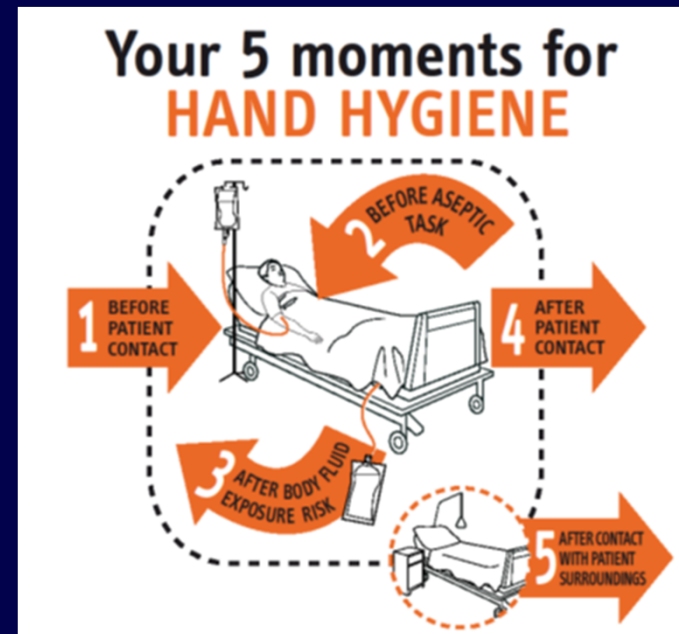 Your 5 moments for
HAND HYGIENE
1
BEFORE
PATIENT
CONTACT
2
BEFORE ASEPTIC
TASK
3
AFTER BODY FLUID
EXPOSURE RISK
4
AFTER
PATIENT
CONTACT
5
AFTER CONTACT
WITH PATIENT
SURROUNDINGS